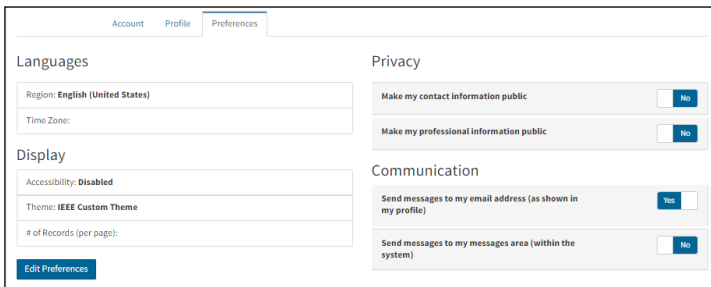 Account Profile Preferences
Languages
Region: English (United States)
Time Zone:
Display
Accessibility: Disabled
Theme: IEEE Custom Theme
# of Records (per page):
Edit Preferences
Privacy
Make my contact information public No
Make my professional information public No
Communication
Send messages to my email address (as shown in Yes
my profile)
Send messages to my messages area (within the No
system)